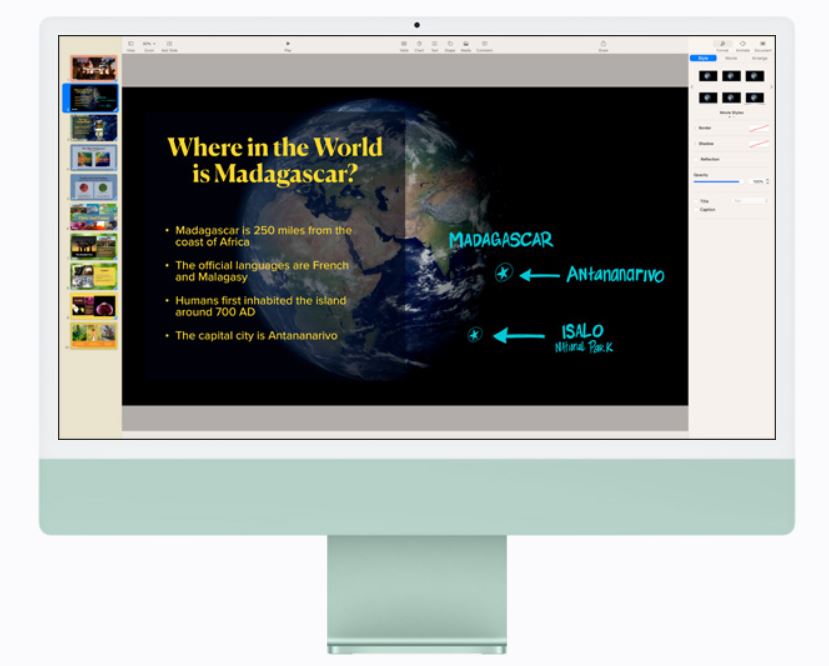 View
Zoom
Add Slide
Play
Table
Chart
Text
Shape
Media
Comment
Share
Format
Animate
Document
Style
Movie
Arrange
Movie Styles
Border
Shadow
Reflection
Opacity
100%
Title
Caption
Where in the World
is Madagascar?
• Madagascar is 250 miles from the
coast of Africa
• The official languages are French
and Malagasy
• Humans first inhabited the island
around 700 AD
• The capital city is Antananarivo
MADAGASCAR
Antananarivo
ISALO
National Park